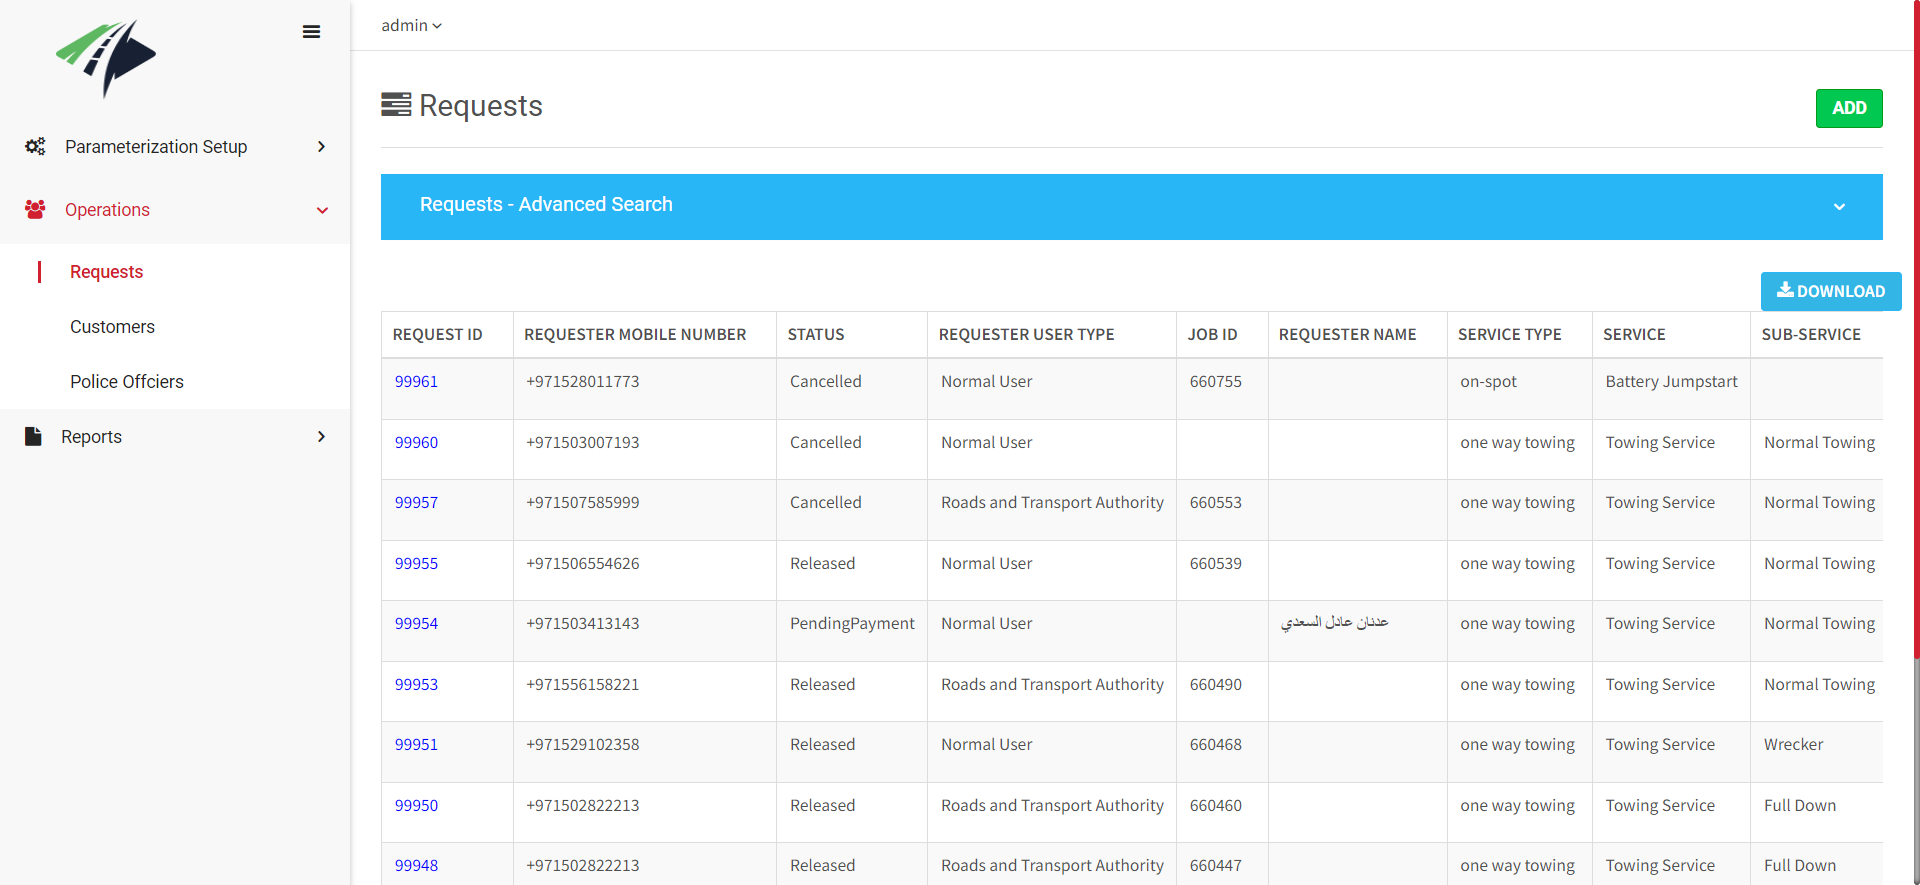 admin
Requests
ADD
Parameterization Setup
Operations
Requests
Customers
Police Offciers
Reports
Requests - Advanced Search
DOWNLOAD
REQUEST ID REQUESTER MOBILE NUMBER STATUS REQUESTER USER TYPE JOB ID REQUESTER NAME SERVICE TYPE SERVICE SUB-SERVICE
99961 +971528011773 Cancelled Normal User 660755 on-spot Battery Jumpstart
99960 +971503007193 Cancelled Normal User one way towing Towing Service Normal Towing
99957 +971507585999 Cancelled Roads and Transport Authority 660553 one way towing Towing Service Normal Towing
99955 +971506554626 Released Normal User 660539 one way towing Towing Service Normal Towing
99954 +971503413143 PendingPayment Normal User عدنان عادل السعدي one way towing Towing Service Normal Towing
99953 +971556158221 Released Roads and Transport Authority 660490 one way towing Towing Service Normal Towing
99951 +971529102358 Released Normal User 660468 one way towing Towing Service Wrecker
99950 +971502822213 Released Roads and Transport Authority 660460 one way towing Towing Service Full Down
99948 +971502822213 Released Roads and Transport Authority 660447 one way towing Towing Service Full Down